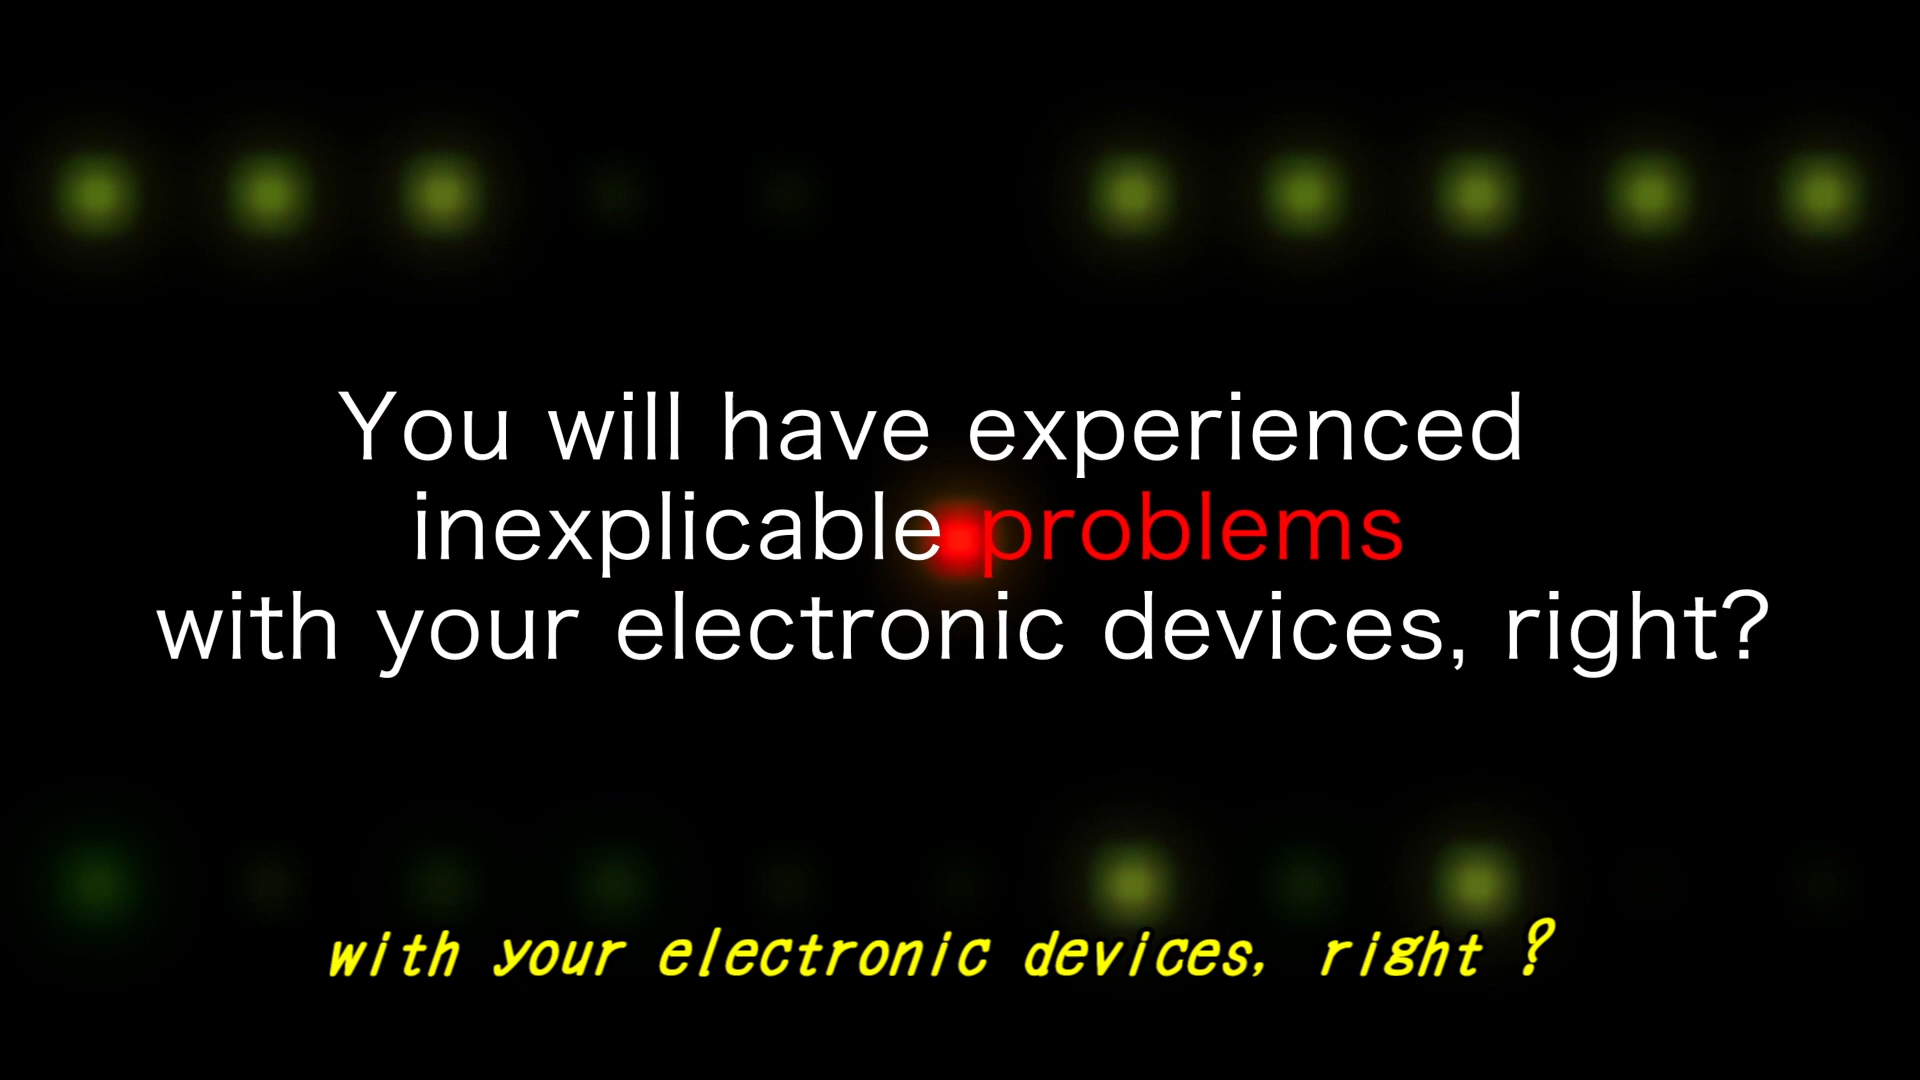 You will have experienced
inexplicable problems
with your electronic devices, right?
with your electronic devices, right ?